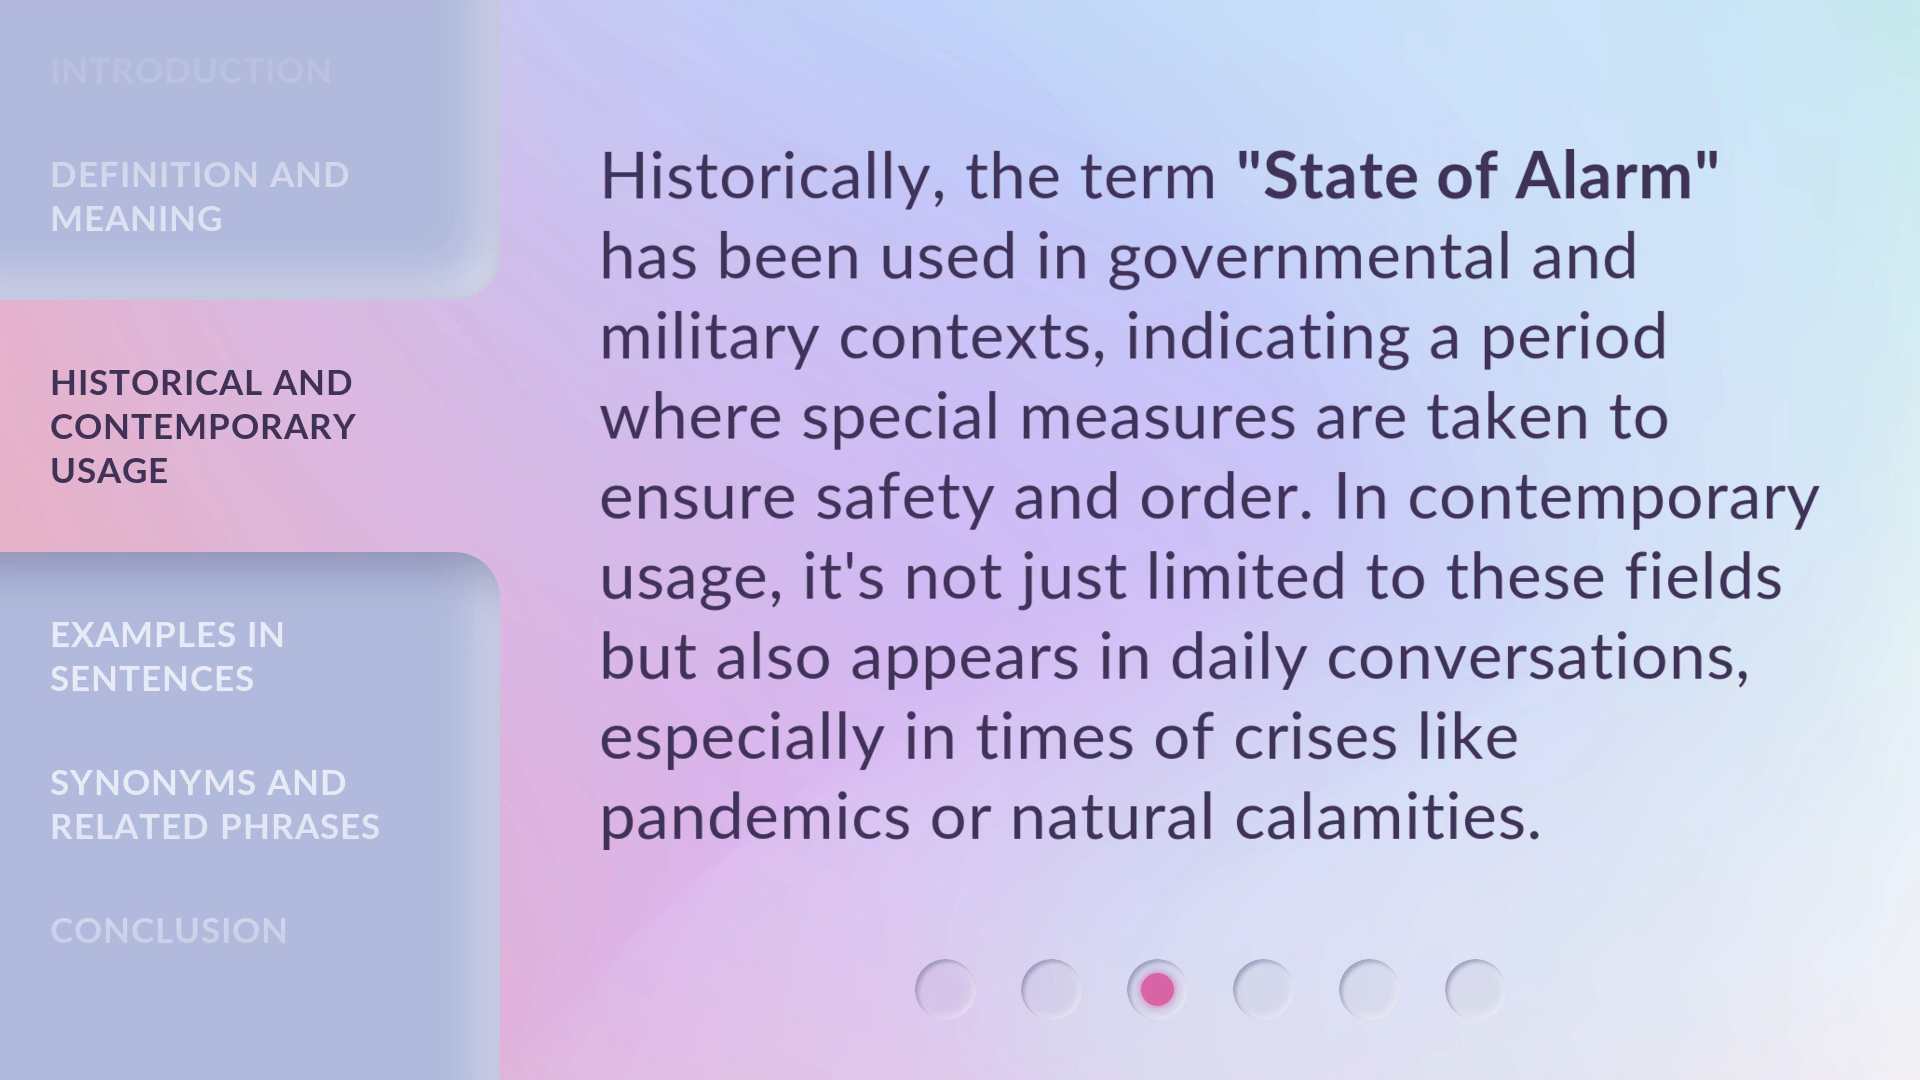 INTRODUCTION
DEFINITION AND
MEANING
HISTORICAL AND
CONTEMPORARY
USAGE
EXAMPLES IN
SENTENCES
SYNONYMS AND
RELATED PHRASES
CONCLUSION
Historically, the term "State of Alarm"
has been used in governmental and
military contexts, indicating a period
where special measures are taken to
ensure safety and order. In contemporary
usage, it's not just limited to these fields
but also appears in daily conversations,
especially in times of crises like
pandemics or natural calamities.